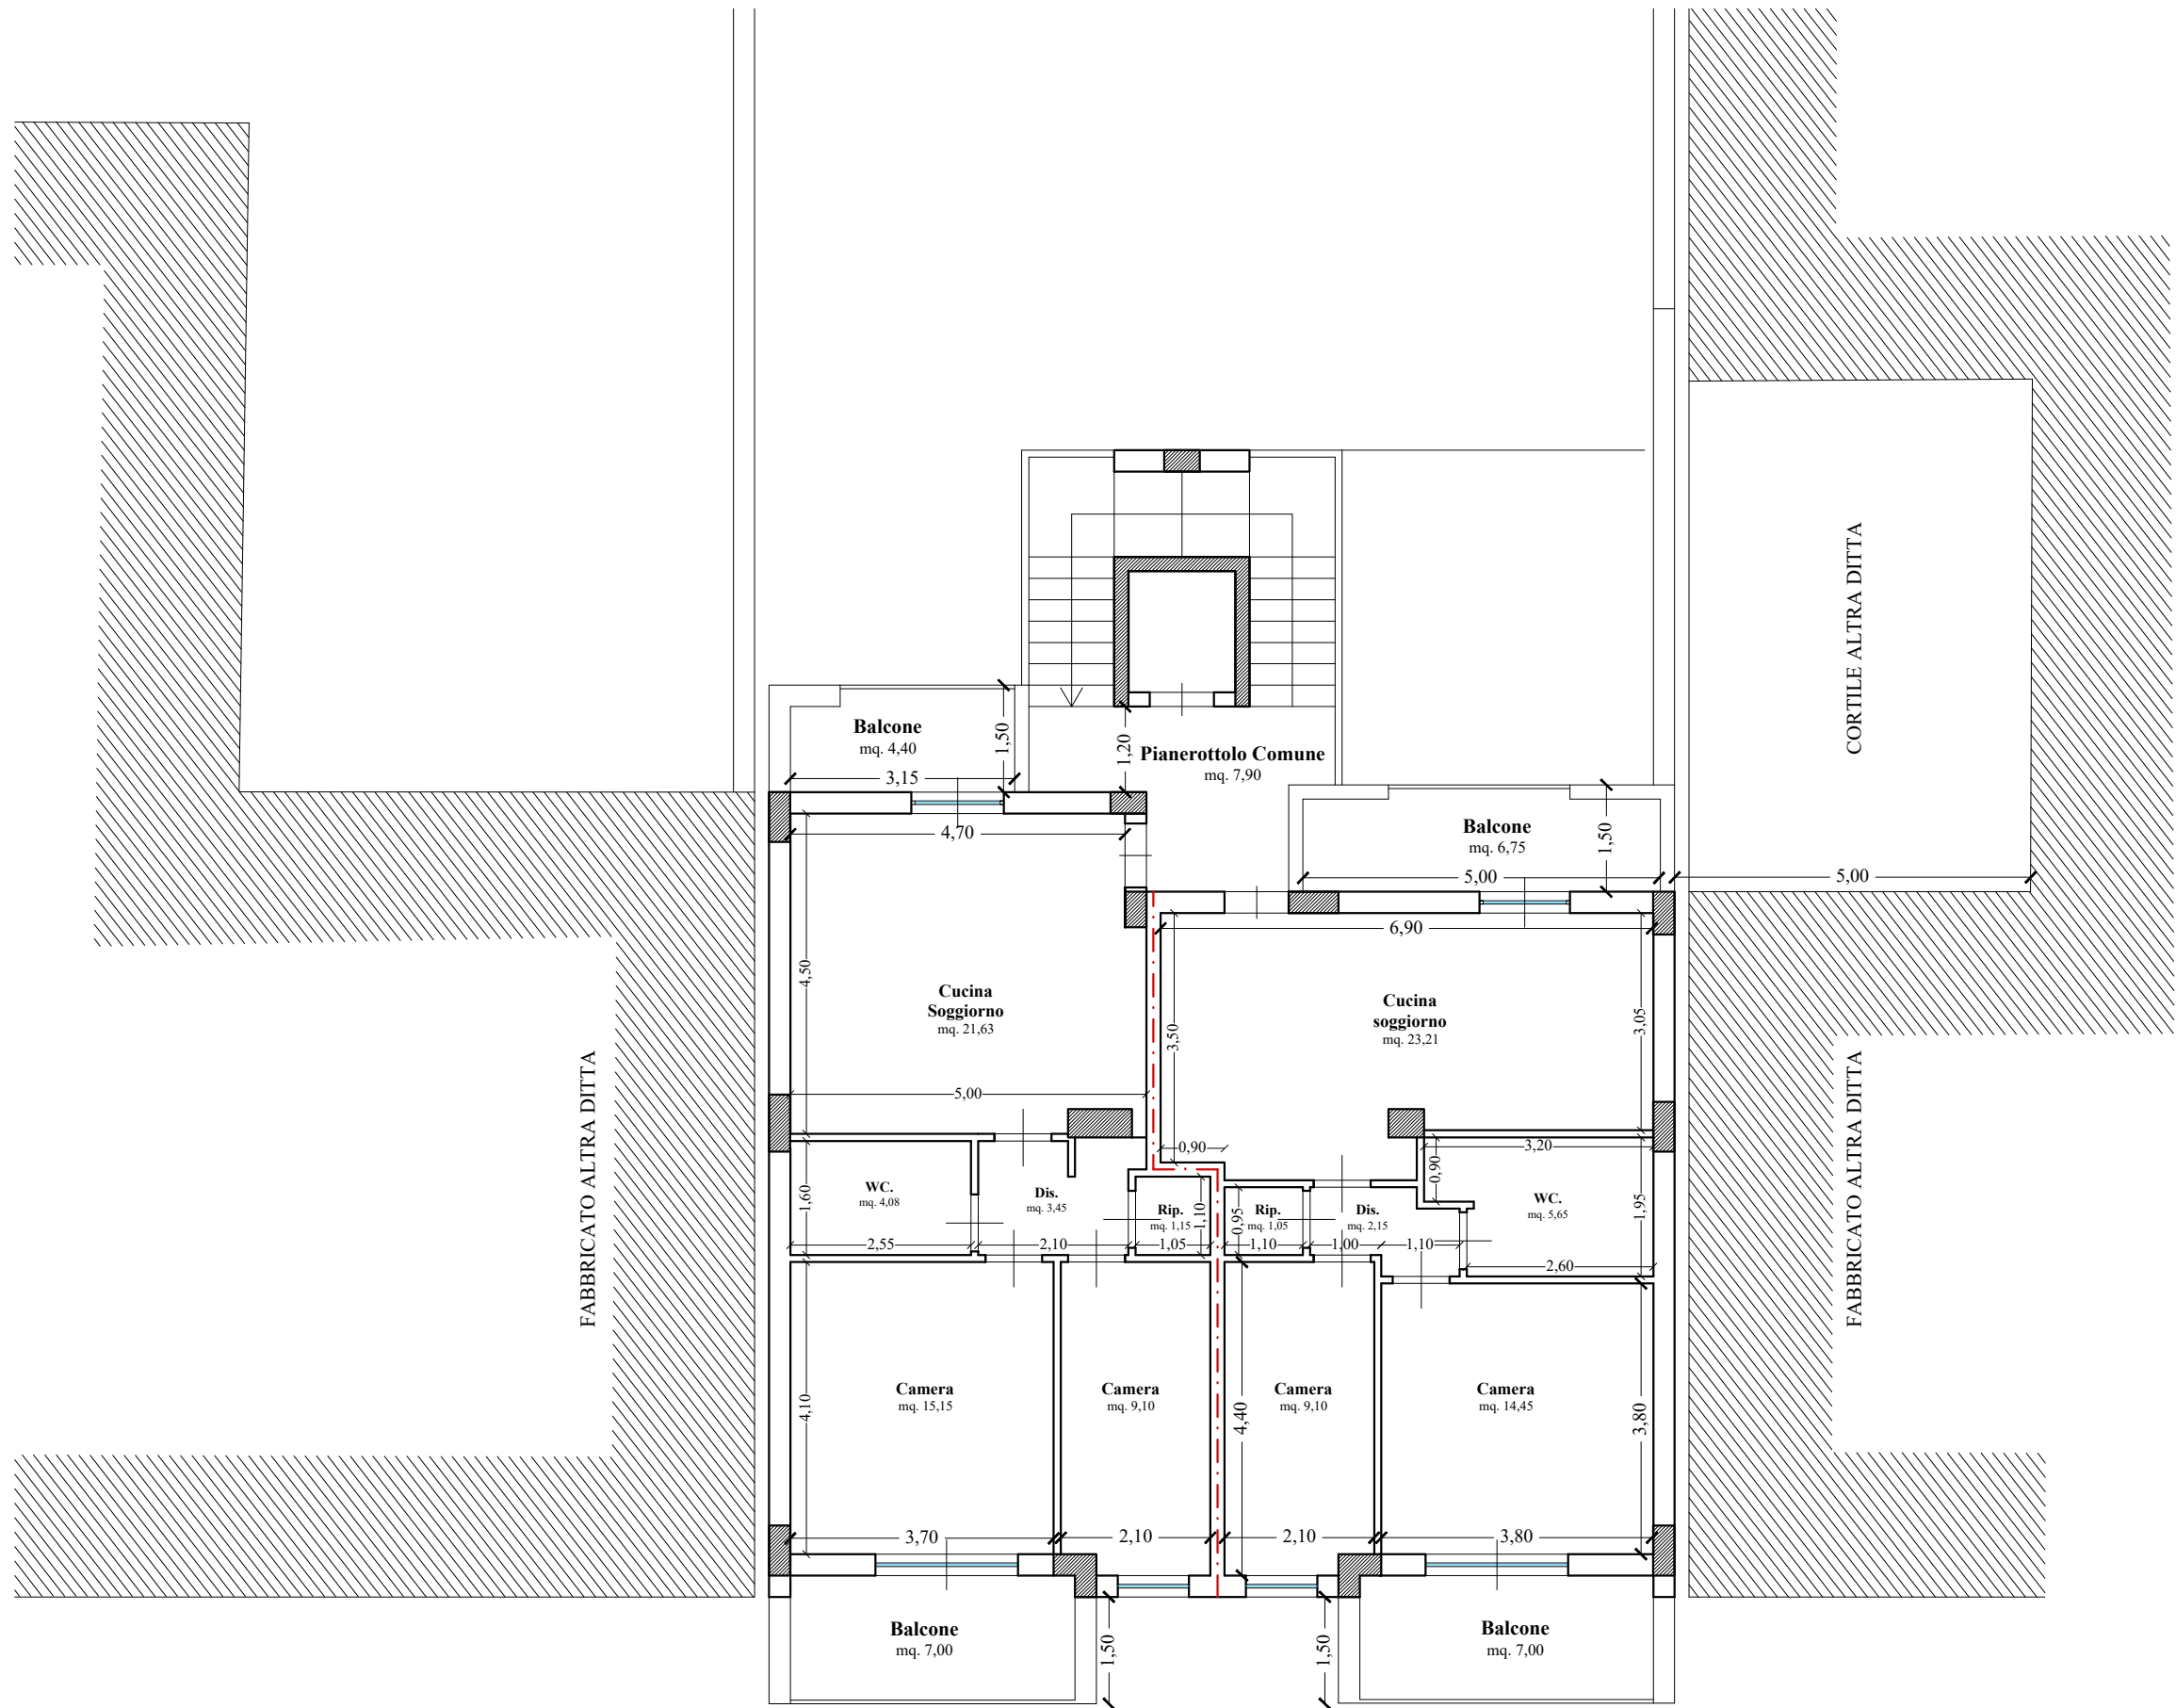 CORTILE ALTRA DITTA
Balcone
mq. 4,40
1,50
3,15
1,20
Pianerottolo Comune
mq. 7,90
Balcone
mq. 6,75
1,50
5,00
5,00
4,70
6,90
4,50
Cucina
Soggiorno
mq. 21,63
3,50
Cucina
soggiorno
mq. 23,21
3,05
5,00
FABBRICATO ALTRA DITTA
FABBRICATO ALTRA DITTA
0,90
0,90
3,20
1,60
WC.
mq. 4,08
Dis.
mq. 3,45
Rip.
mq. 1,15
1,10
0,95
Rip.
mq. 1,05
Dis.
mq. 2,15
WC.
mq. 5,65
1,95
2,55
2,10
1,05
1,10
1,00
1,10
2,60
4,10
Camera
mq. 15,15
Camera
mq. 9,10
4,40
Camera
mq. 9,10
Camera
mq. 14,45
3,80
3,70
2,10
2,10
3,80
Balcone
mq. 7,00
1,50
1,50
Balcone
mq. 7,00